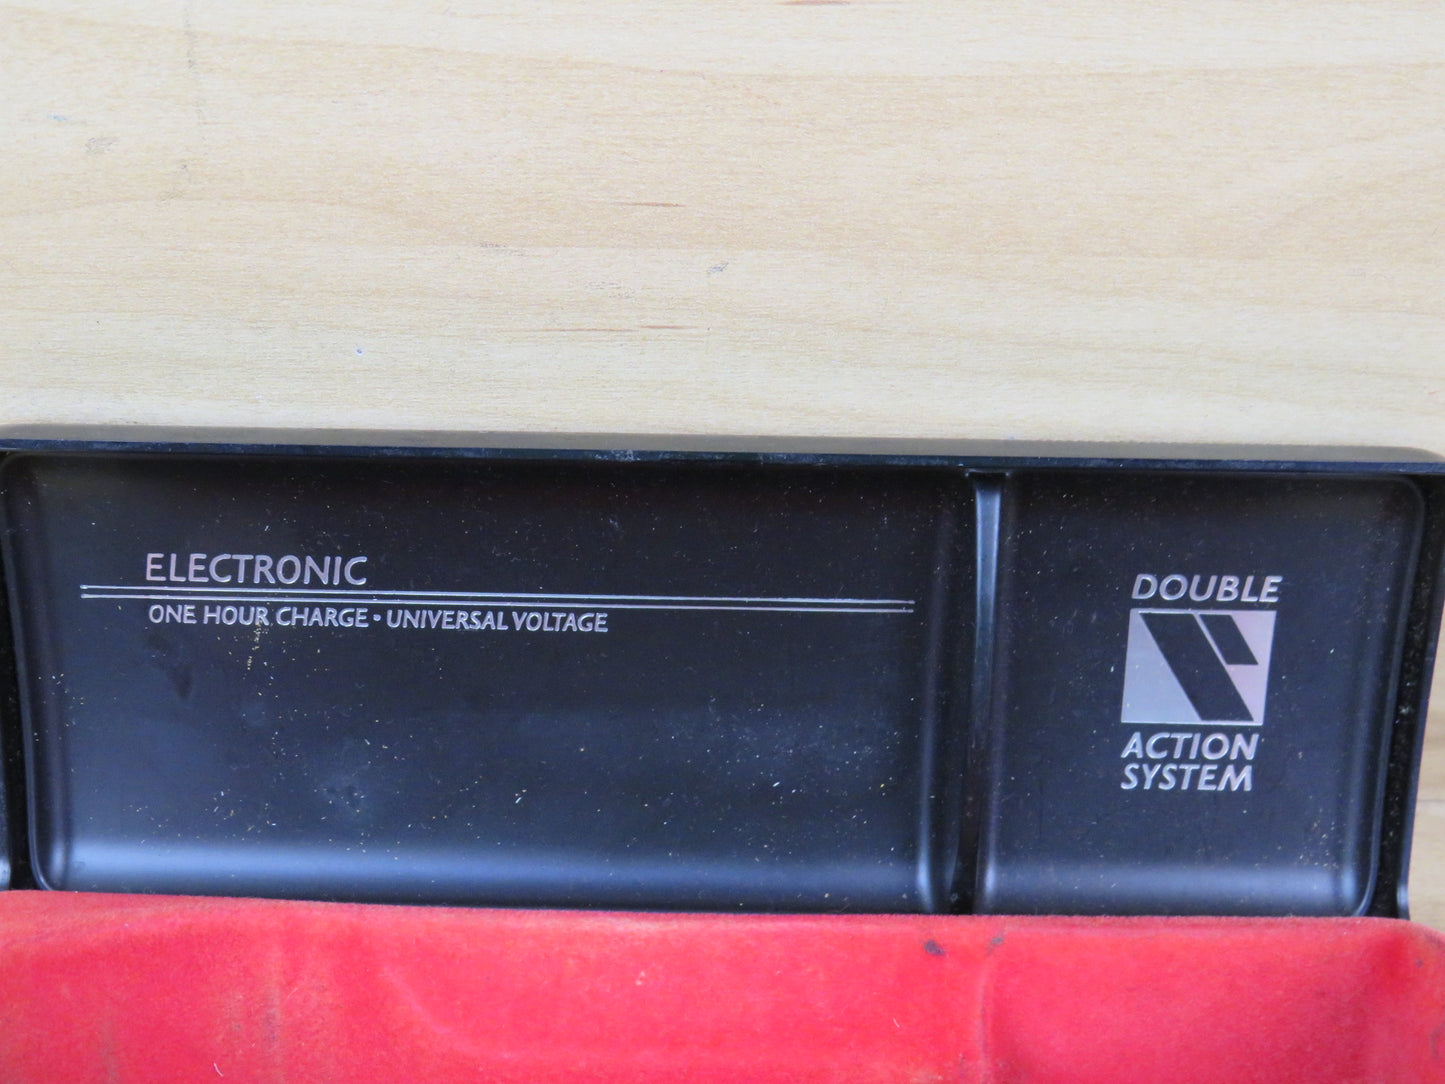 ELECTRONIC
ONE HOUR CHARGE • UNIVERSAL VOLTAGE
DOUBLE
ACTION
SYSTEM